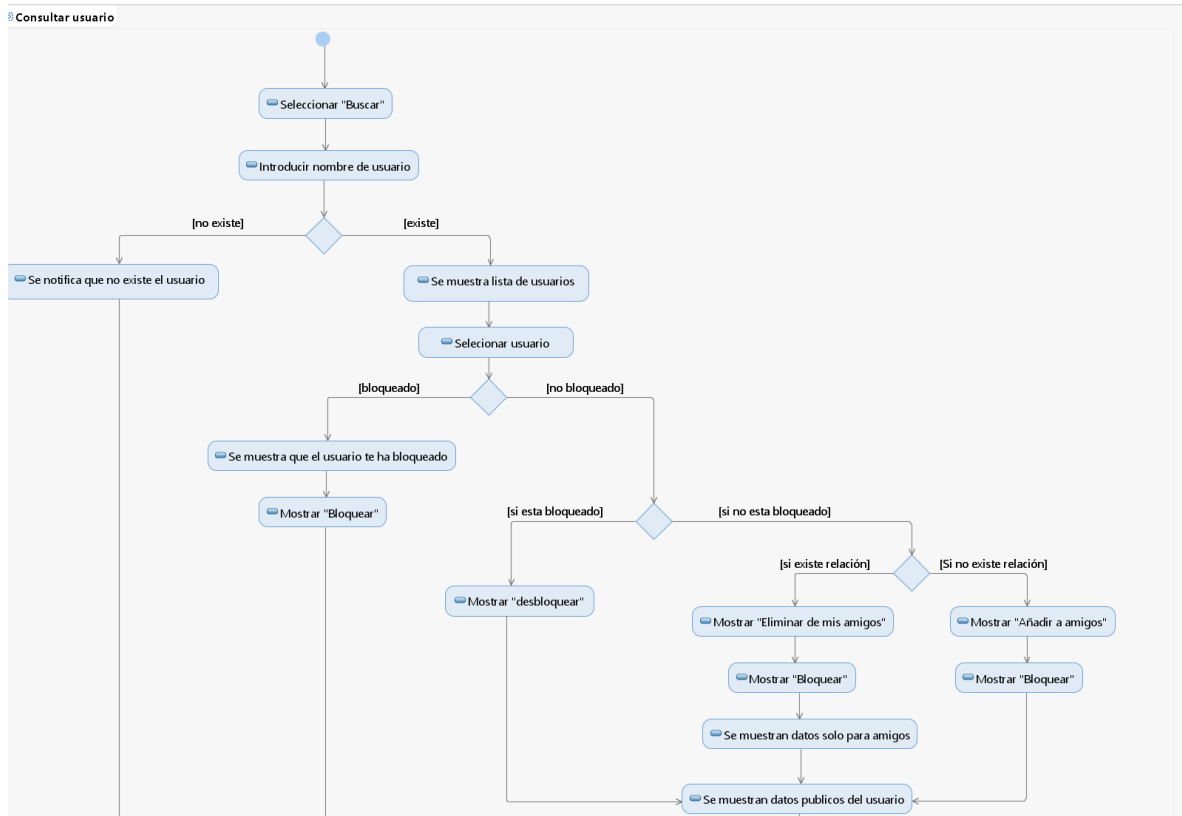 Consultar usuario
Seleccionar "Buscar"
Introducir nombre de usuario
[no existe]
[existe]
Se notifica que no existe el usuario
Se muestra lista de usuarios
Selecionar usuario
[bloqueado]
[no bloqueado]
Se muestra que el usuario te ha bloqueado
Mostrar "Bloquear"
[si esta bloqueado]
[si no esta bloqueado]
[si existe relación]
[Si no existe relación]
Mostrar "desbloquear"
Mostrar "Eliminar de mis amigos"
Mostrar "Añadir a amigos"
Mostrar "Bloquear"
Mostrar "Bloquear"
Se muestran datos solo para amigos
Se muestran datos publicos del usuario